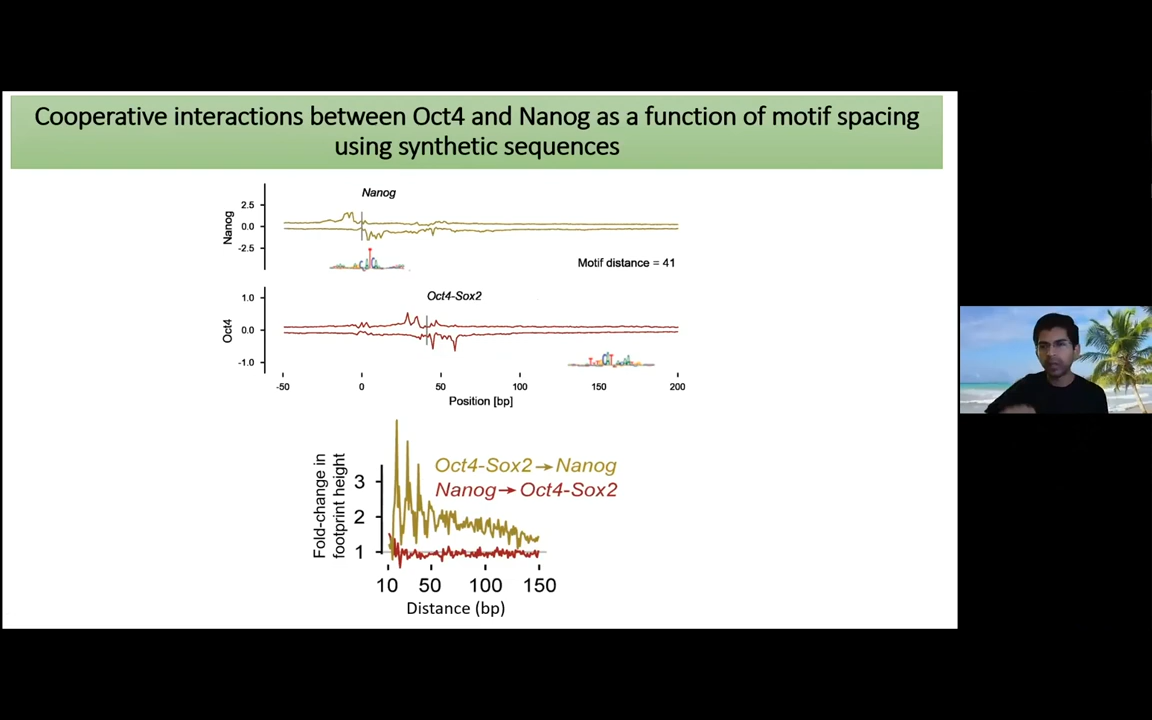 Cooperative interactions between Oct4 and Nanog as a function of motif spacing
using synthetic sequences
Nanog
Nanog
2.5
0.0
-2.5
Motif distance = 41
Oct4-Sox2
Oct4
1.0
0.0
-1.0
-50 0 50 100 150 200
Position [bp]
Fold-change in
footprint height
3
2
1
Oct4-Sox2→Nanog
Nanog→Oct4-Sox2
10 50 100 150
Distance (bp)